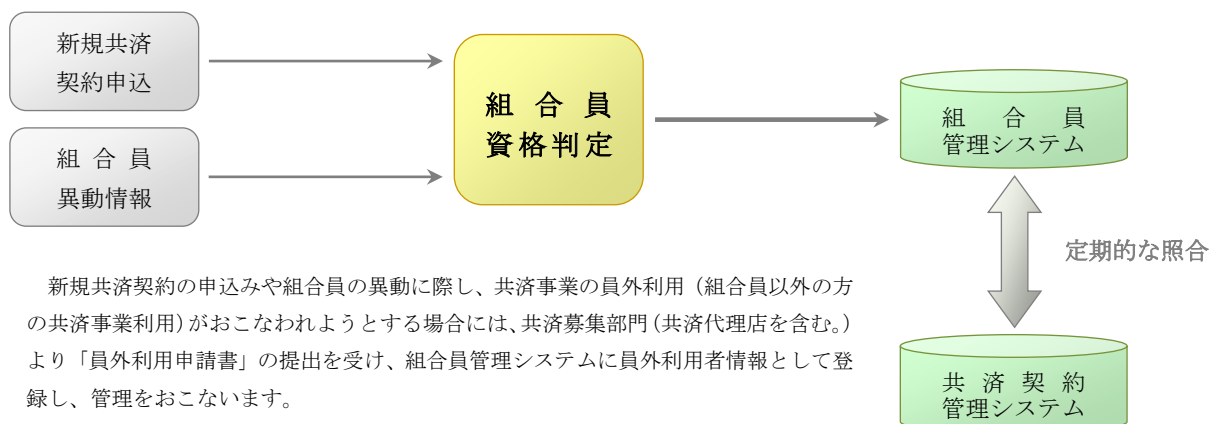 新規共済
契約申込
組合員
異動情報
組合員
資格判定
組合員
管理システム
定期的な照合
共済契約
管理システム
新規共済契約の申込みや組合員の異動に際し、共済事業の員外利用（組合員以外の方
の共済事業利用）がおこなわれようとする場合には、共済募集部門（共済代理店を含む。）
より「員外利用申請書」の提出を受け、組合員管理システムに員外利用者情報として登
録し、管理をおこないます。